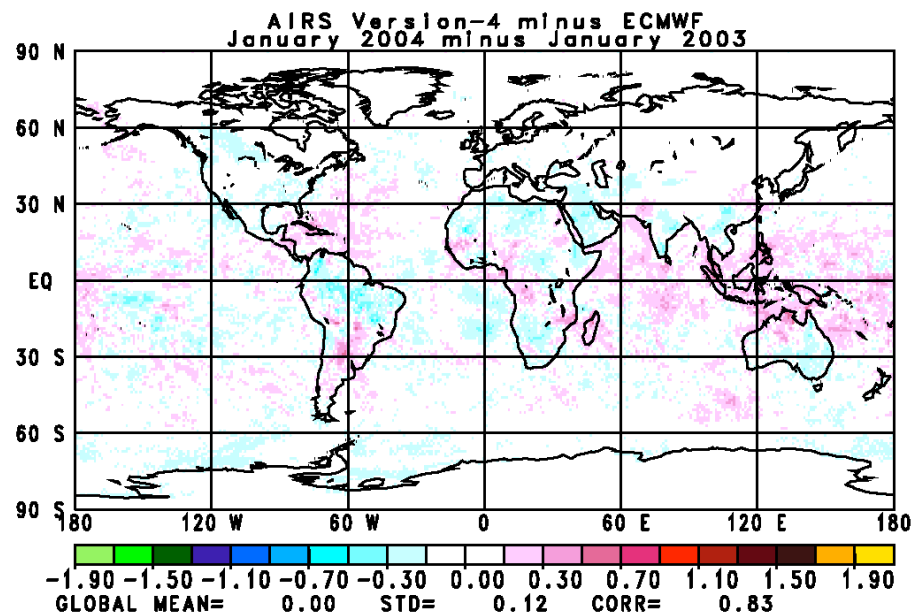 AIRS Version-4 minus ECMWF
January 2004 minus January 2003
90 N
60 N
30 N
EQ
30 S
60 S
90 S
180 120 W 60 W 0 60 E 120 E 180
-1.90 -1.50 -1.10 -0.70 -0.30 0.00 0.30 0.70 1.10 1.50 1.90
GLOBAL MEAN= 0.00 STD= 0.12 CORR= 0.83